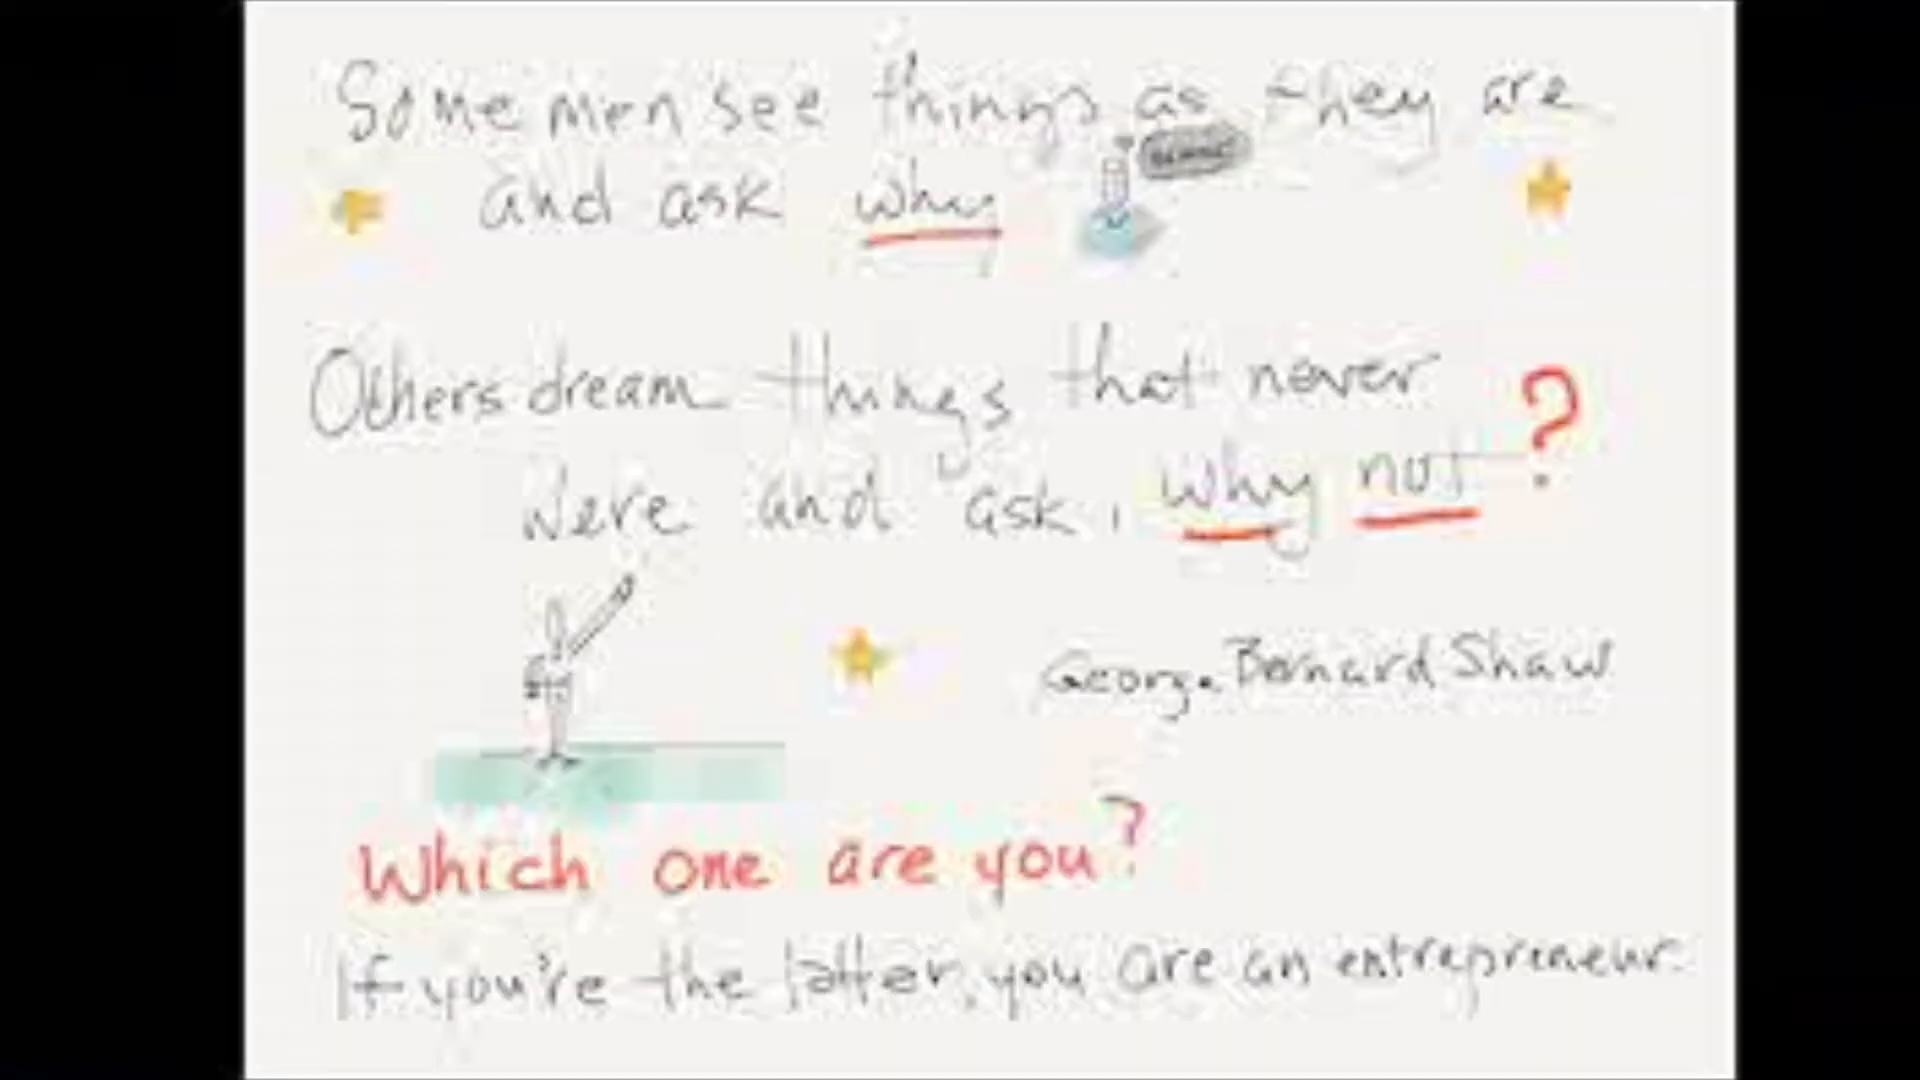 Some men see things as they are
and ask why
Others dream things that never
were and ask, why not?
George Bernard Shaw
Which one are you?
If you're the latter, you are an entrepreneur.